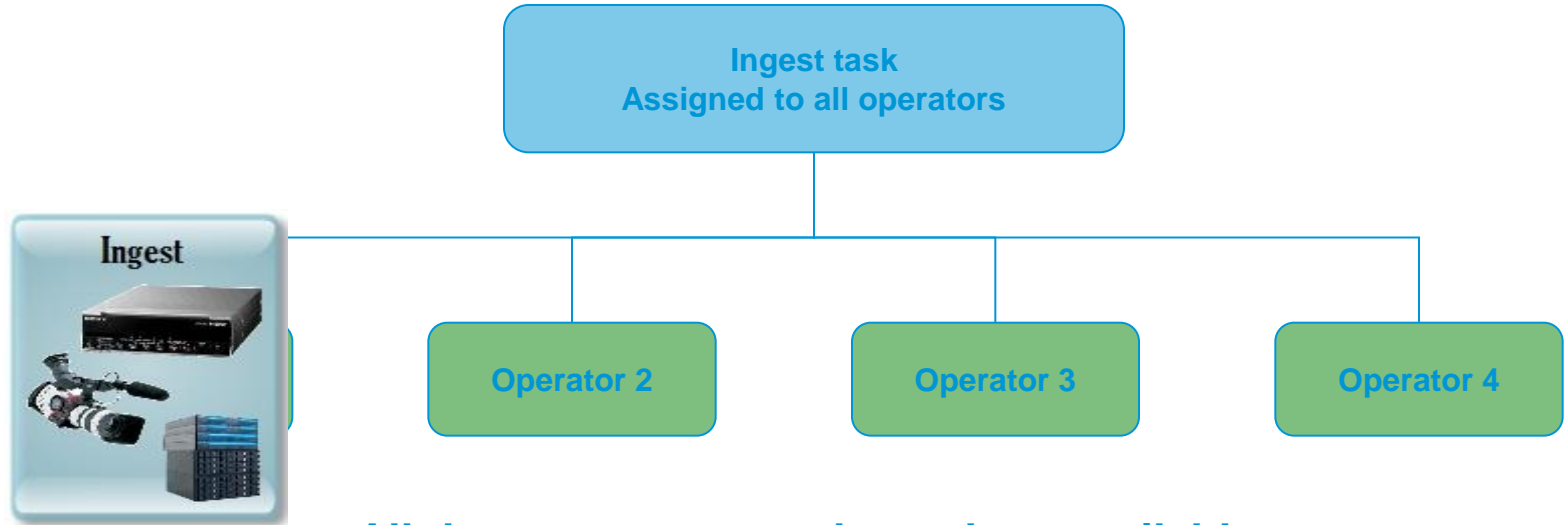 Ingest task
Assigned to all operators
Ingest
Operator 2
Operator 3
Operator 4